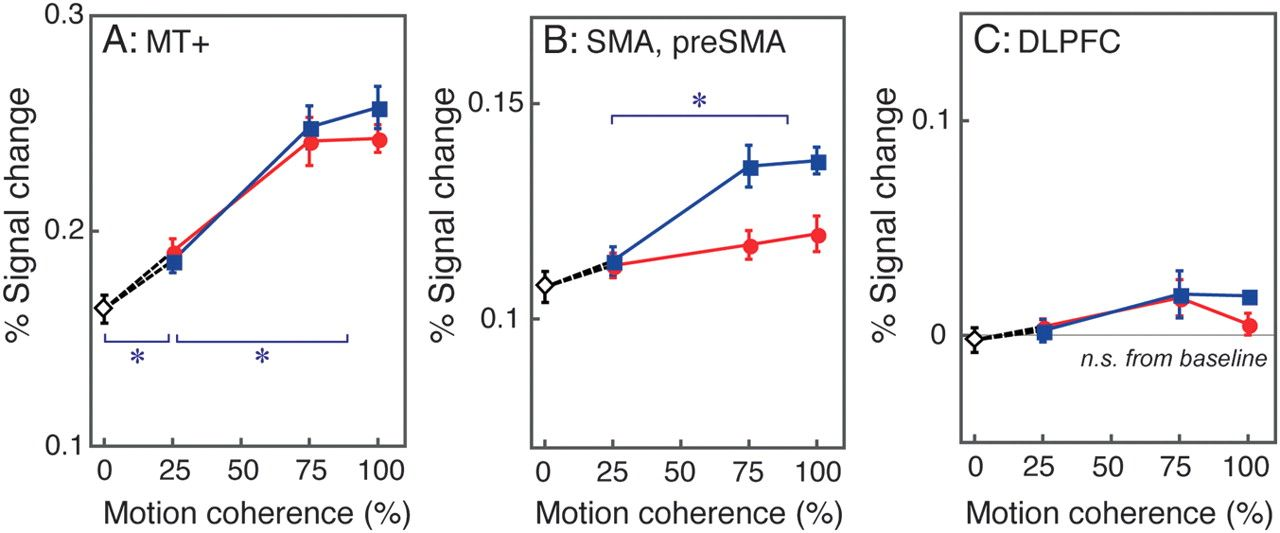 A: MT+
% Signal change
0.3
0.2
0.1
*
*
0 25 50 75 100
Motion coherence (%)
B: SMA, preSMA
% Signal change
0.15
0.1
*
0 25 50 75 100
Motion coherence (%)
C: DLPFC
% Signal change
0.1
0
n.s. from baseline
0 25 50 75 100
Motion coherence (%)